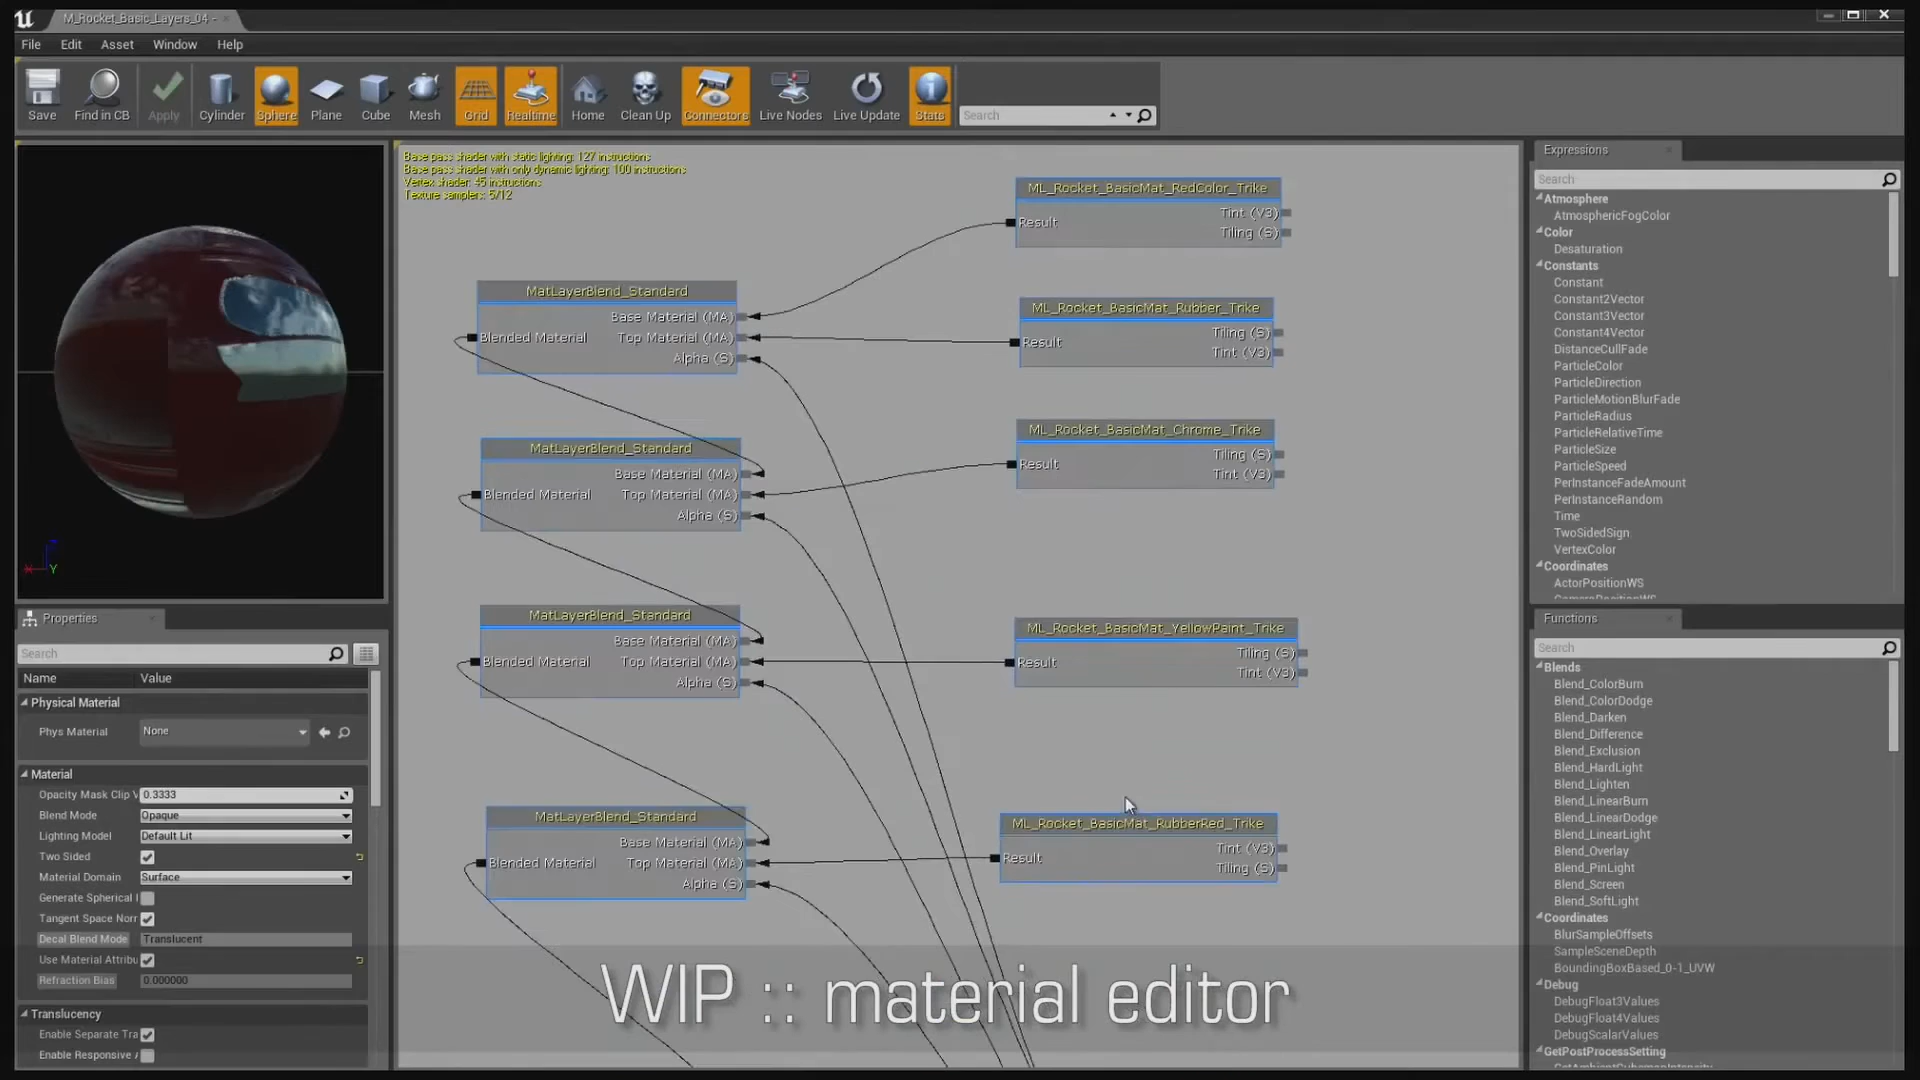 M_Rocket_Basic_Layers_04
File Edit Asset Window Help
Save Find in CB Apply Cylinder Sphere Plane Cube Mesh Grid Realtime Home Clean Up Connectors Live Nodes Live Update Stats Search
Base pass shader with static lighting: 127 instructions
Base pass shader with only dynamic lighting: 100 instructions
Vertex shader: 45 instructions
Texture samplers: 5/12
X Y
ML_Rocket_BasicMat_RedColor_Trike
Result
Tint (V3)
Tiling (S)
MatLayerBlend_Standard
Blended Material
Base Material (MA)
Top Material (MA)
Alpha (S)
ML_Rocket_BasicMat_Rubber_Trike
Result
Tiling (S)
Tint (V3)
MatLayerBlend_Standard
Blended Material
Base Material (MA)
Top Material (MA)
Alpha (S)
ML_Rocket_BasicMat_Chrome_Trike
Result
Tiling (S)
Tint (V3)
MatLayerBlend_Standard
Blended Material
Base Material (MA)
Top Material (MA)
Alpha (S)
ML_Rocket_BasicMat_YellowPaint_Trike
Result
Tiling (S)
Tint (V3)
MatLayerBlend_Standard
Blended Material
Base Material (MA)
Top Material (MA)
Alpha (S)
ML_Rocket_BasicMat_RubberRed_Trike
Result
Tint (V3)
Tiling (S)
WIP :: material editor
Properties
Search
Name Value
Physical Material
Phys Material None
Material
Opacity Mask Clip V 0.3333
Blend Mode Opaque
Lighting Model Default Lit
Two Sided
Material Domain Surface
Generate Spherical
Tangent Space Norr
Decal Blend Mode Translucent
Use Material Attribu
Refraction Bias 0.000000
Translucency
Enable Separate Tra
Enable Responsive
Expressions
Search
Atmosphere
AtmosphericFogColor
Color
Desaturation
Constants
Constant
Constant2Vector
Constant3Vector
Constant4Vector
DistanceCullFade
ParticleColor
ParticleDirection
ParticleMotionBlurFade
ParticleRadius
ParticleRelativeTime
ParticleSize
ParticleSpeed
PerInstanceFadeAmount
PerInstanceRandom
Time
TwoSidedSign
VertexColor
Coordinates
ActorPositionWS
CameraPositionWS
Functions
Search
Blends
Blend_ColorBurn
Blend_ColorDodge
Blend_Darken
Blend_Difference
Blend_Exclusion
Blend_HardLight
Blend_Lighten
Blend_LinearBurn
Blend_LinearDodge
Blend_LinearLight
Blend_Overlay
Blend_PinLight
Blend_Screen
Blend_SoftLight
Coordinates
BlurSampleOffsets
SampleSceneDepth
BoundingBoxBased_0-1_UVW
Debug
DebugFloat3Values
DebugFloat4Values
DebugScalarValues
GetPostProcessSetting